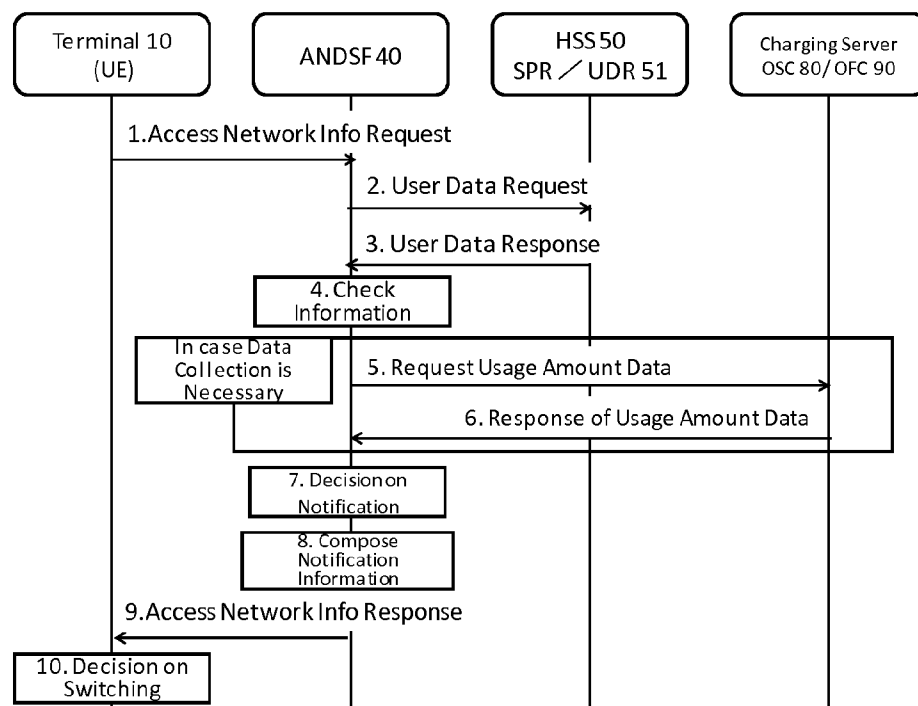 Terminal 10
(UE)
ANDSF 40
HSS 50
SPR ／ UDR 51
Charging Server
OSC 80/ OFC 90
1.Access Network Info Request
2. User Data Request
3. User Data Response
4. Check
Information
In case Data
Collection is
Necessary
5. Request Usage Amount Data
6. Response of Usage Amount Data
7. Decision on
Notification
8. Compose
Notification
Information
9.Access Network Info Response
10. Decision on
Switching